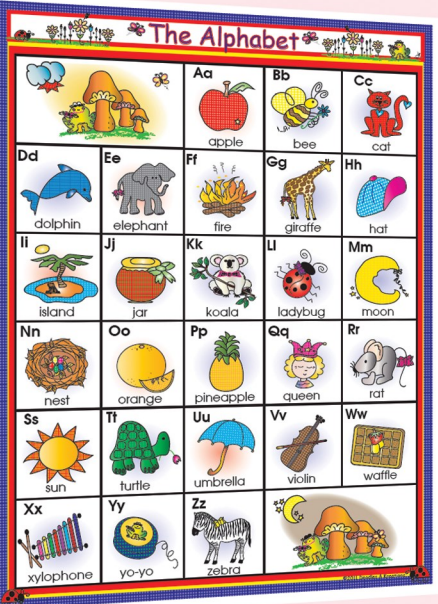 The Alphabet
Aa
apple
Bb
bee
Cc
cat
Dd
dolphin
Ee
elephant
Ff
fire
Gg
giraffe
Hh
hat
Ii
island
Jj
jar
Kk
koala
Ll
ladybug
Mm
moon
Nn
nest
Oo
orange
Pp
pineapple
Qq
queen
Rr
rat
Ss
sun
Tt
turtle
Uu
umbrella
Vv
violin
Ww
waffle
Xx
xylophone
Yy
yo-yo
Zz
zebra